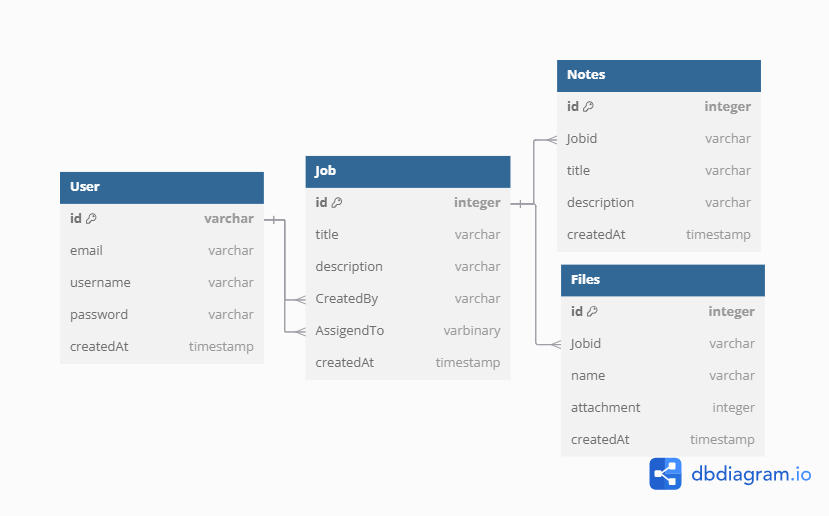 User
id varchar
email varchar
username varchar
password varchar
createdAt timestamp
Job
id integer
title varchar
description varchar
CreatedBy varchar
AssigendTo varbinary
createdAt timestamp
Notes
id integer
Jobid varchar
title varchar
description varchar
createdAt timestamp
Files
id integer
Jobid varchar
name varchar
attachment integer
createdAt timestamp
dbdiagram.io